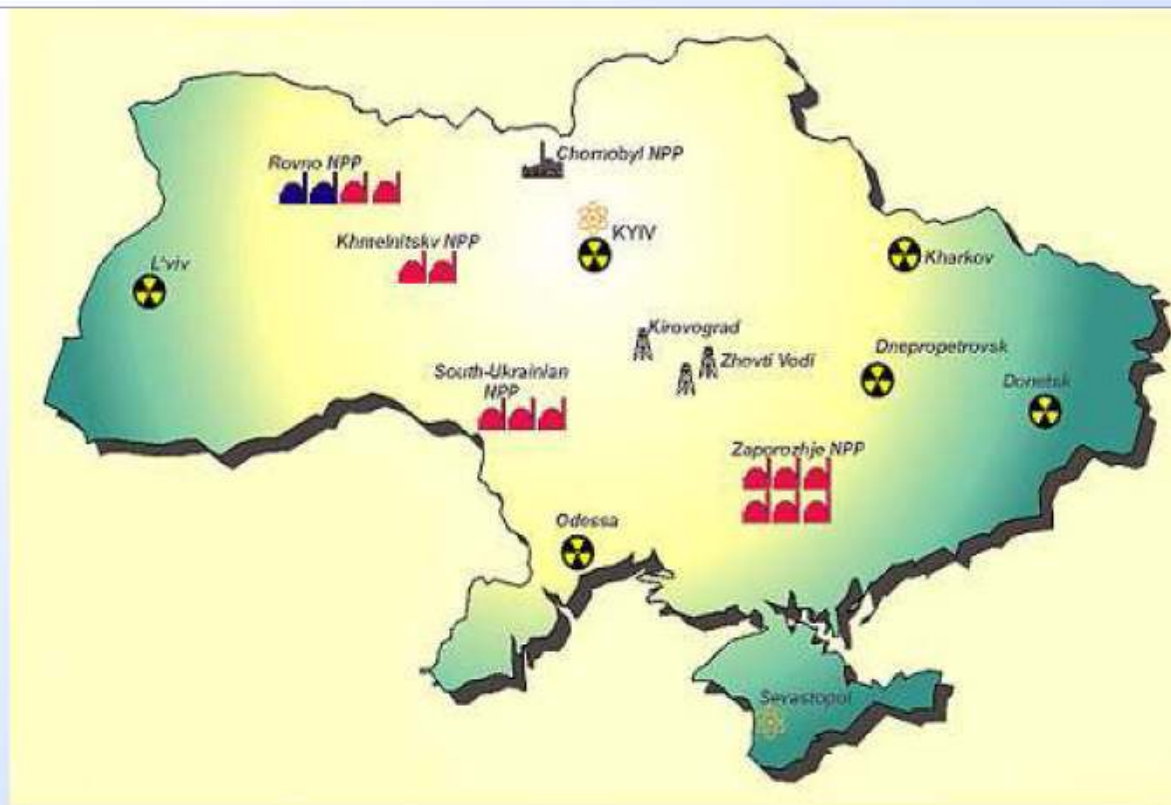 Chornobyl NPP
Rovno NPP
KYIV
Khmelnitsky NPP
Kharkov
L'viv
Kirovograd
Dnepropetrovsk
Zhovti Vodi
South-Ukrainian
NPP
Donetsk
Zaporozhje NPP
Odessa
Sevastopol